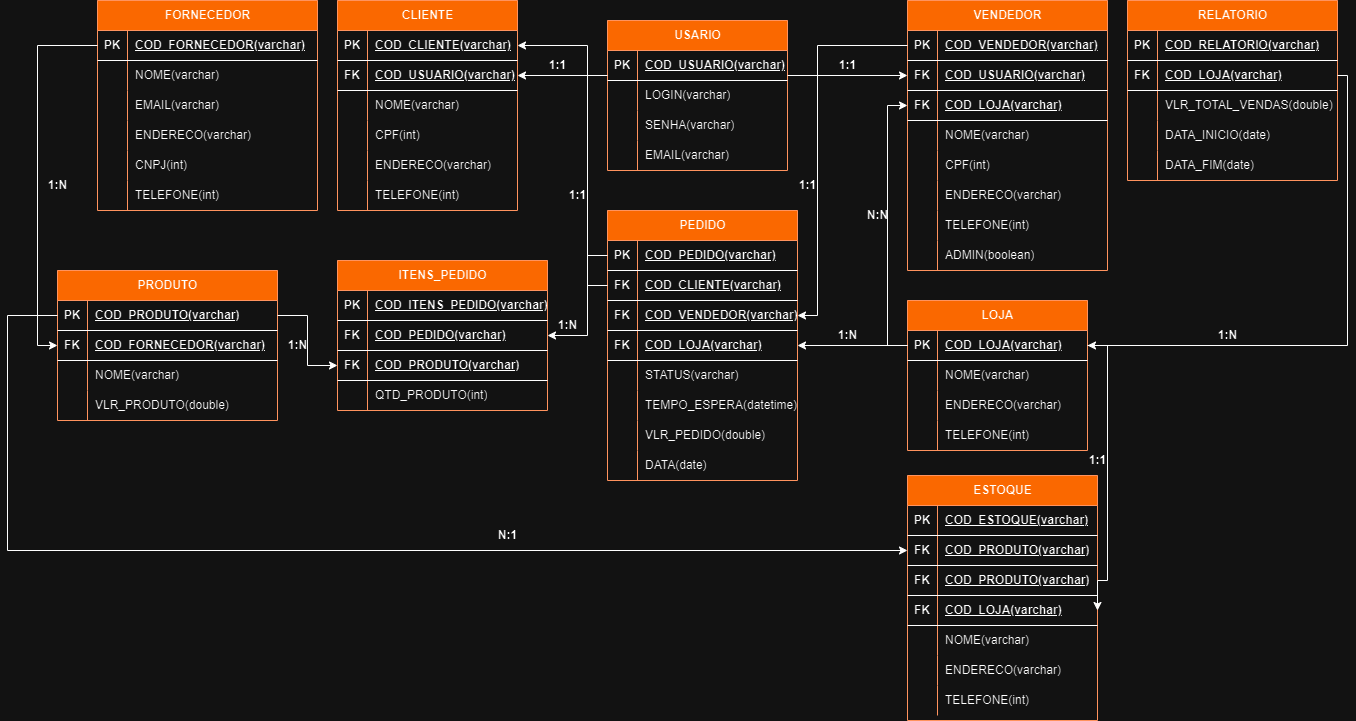 FORNECEDOR
PK COD_FORNECEDOR(varchar)
NOME(varchar)
EMAIL(varchar)
ENDERECO(varchar)
CNPJ(int)
TELEFONE(int)
CLIENTE
PK COD_CLIENTE(varchar)
FK COD_USUARIO(varchar)
NOME(varchar)
CPF(int)
ENDERECO(varchar)
TELEFONE(int)
USARIO
PK COD_USUARIO(varchar)
LOGIN(varchar)
SENHA(varchar)
EMAIL(varchar)
VENDEDOR
PK COD_VENDEDOR(varchar)
FK COD_USUARIO(varchar)
FK COD_LOJA(varchar)
NOME(varchar)
CPF(int)
ENDERECO(varchar)
TELEFONE(int)
ADMIN(boolean)
RELATORIO
PK COD_RELATORIO(varchar)
FK COD_LOJA(varchar)
VLR_TOTAL_VENDAS(double)
DATA_INICIO(date)
DATA_FIM(date)
1:1
1:1
1:N
1:1
1:1
N:N
PRODUTO
PK COD_PRODUTO(varchar)
FK COD_FORNECEDOR(varchar)
NOME(varchar)
VLR_PRODUTO(double)
1:N
ITENS_PEDIDO
PK COD_ITENS_PEDIDO(varchar)
FK COD_PEDIDO(varchar)
FK COD_PRODUTO(varchar)
QTD_PRODUTO(int)
1:N
PEDIDO
PK COD_PEDIDO(varchar)
FK COD_CLIENTE(varchar)
FK COD_VENDEDOR(varchar)
FK COD_LOJA(varchar)
STATUS(varchar)
TEMPO_ESPERA(datetime)
VLR_PEDIDO(double)
DATA(date)
1:N
LOJA
PK COD_LOJA(varchar)
NOME(varchar)
ENDERECO(varchar)
TELEFONE(int)
1:N
1:1
N:1
ESTOQUE
PK COD_ESTOQUE(varchar)
FK COD_PRODUTO(varchar)
FK COD_PRODUTO(varchar)
FK COD_LOJA(varchar)
NOME(varchar)
ENDERECO(varchar)
TELEFONE(int)